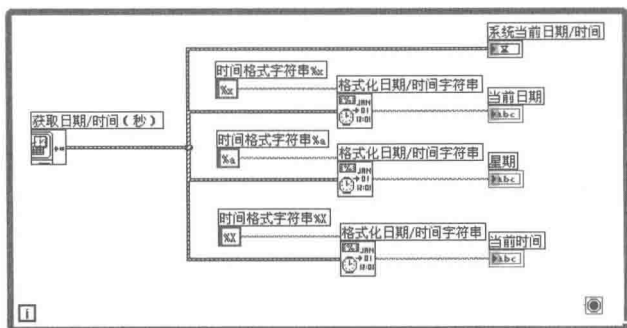 系统当前日期/时间
时间格式字符串%x
%x
格式化日期/时间字符串
当前日期
abc
获取日期/时间(秒)
时间格式字符串%a
%a
格式化日期/时间字符串
星期
abc
时间格式字符串%X
%X
格式化日期/时间字符串
当前时间
abc
i